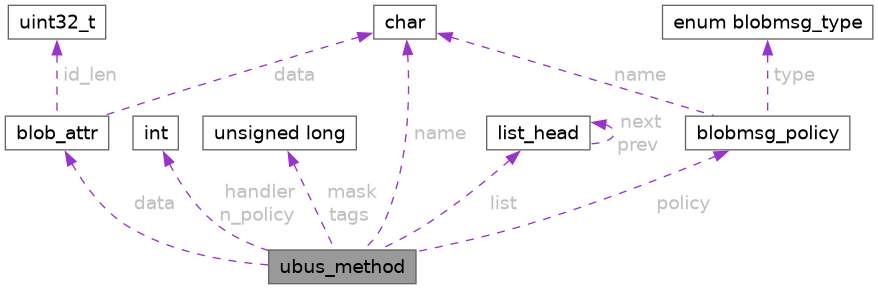 uint32_t
char
enum blobmsg_type
id_len
data
name
type
blob_attr
int
unsigned long
list_head
next
prev
blobmsg_policy
name
data
handler
n_policy
mask
tags
list
policy
ubus_method